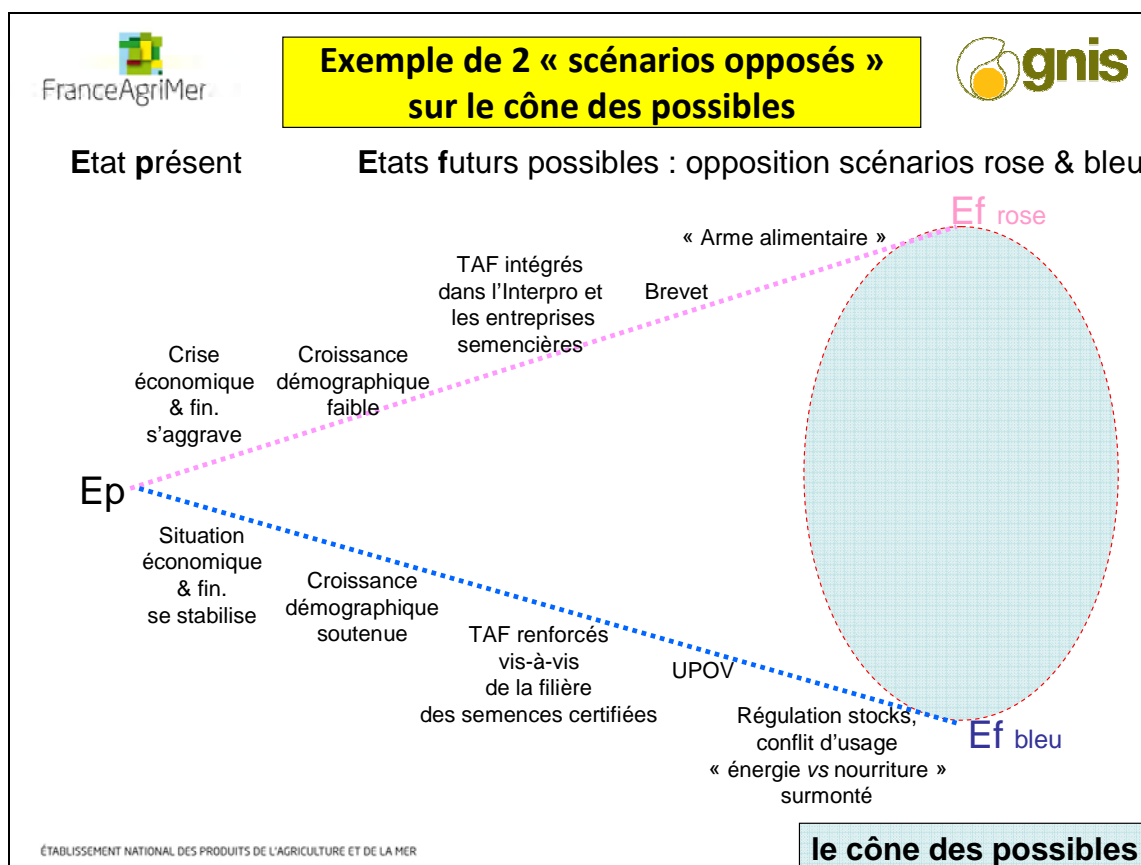 FranceAgriMer
Exemple de 2 « scénarios opposés »
sur le cône des possibles
gnis
Etat présent
Etats futurs possibles : opposition scénarios rose & bleu
Ef rose
« Arme alimentaire »
TAF intégrés
dans l'Interpro et
les entreprises
semencières
Brevet
Crise
économique
& fin.
s'aggrave
Croissance
démographique
faible
Ep
Situation
économique
& fin.
se stabilise
Croissance
démographique
soutenue
TAF renforcés
vis-à-vis
de la filière
des semences certifiées
UPOV
Régulation stocks,
conflit d'usage
« énergie vs nourriture »
surmonté
Ef bleu
ÉTABLISSEMENT NATIONAL DES PRODUITS DE L'AGRICULTURE ET DE LA MER
le cône des possibles